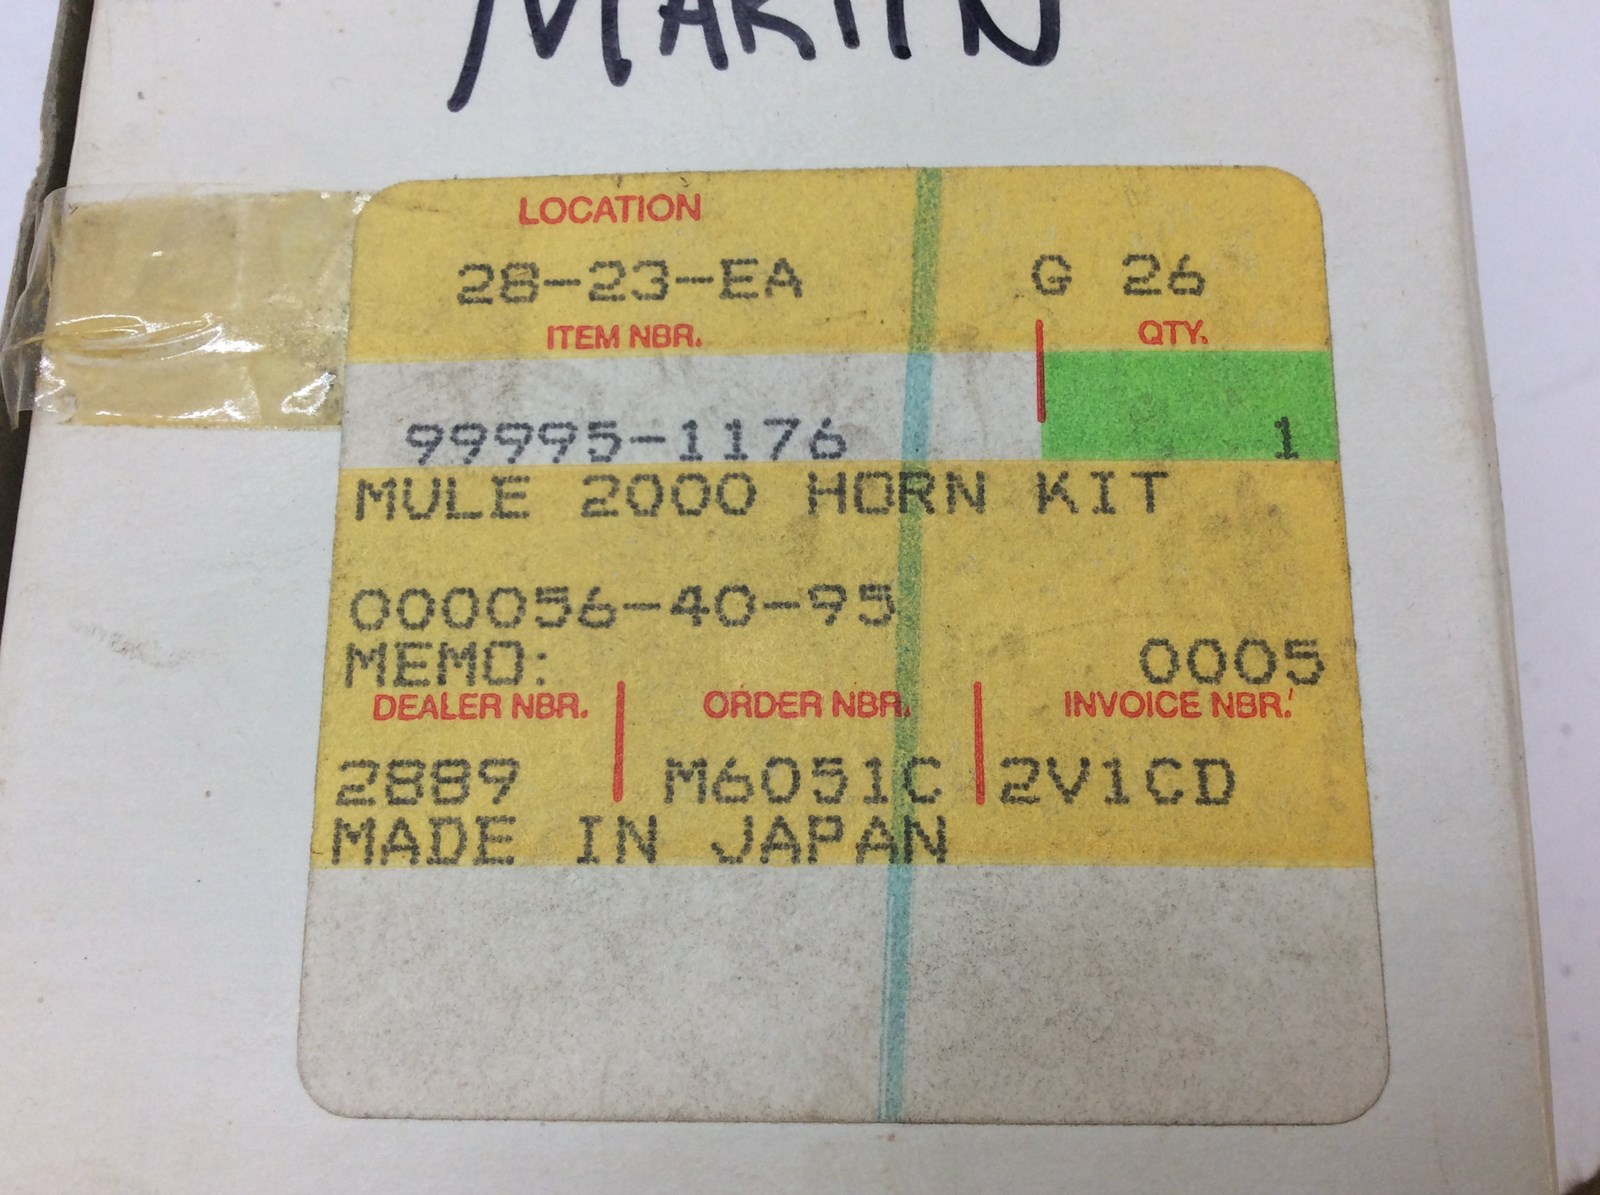 MARTIN
LOCATION
28-23-EA G 26
ITEM NBR. QTY.
99995-1176 1
MULE 2000 HORN KIT
000056-40-95
MEMO: 0005
DEALER NBR. ORDER NBR. INVOICE NBR.
2889 M6051C 2V1CD
MADE IN JAPAN